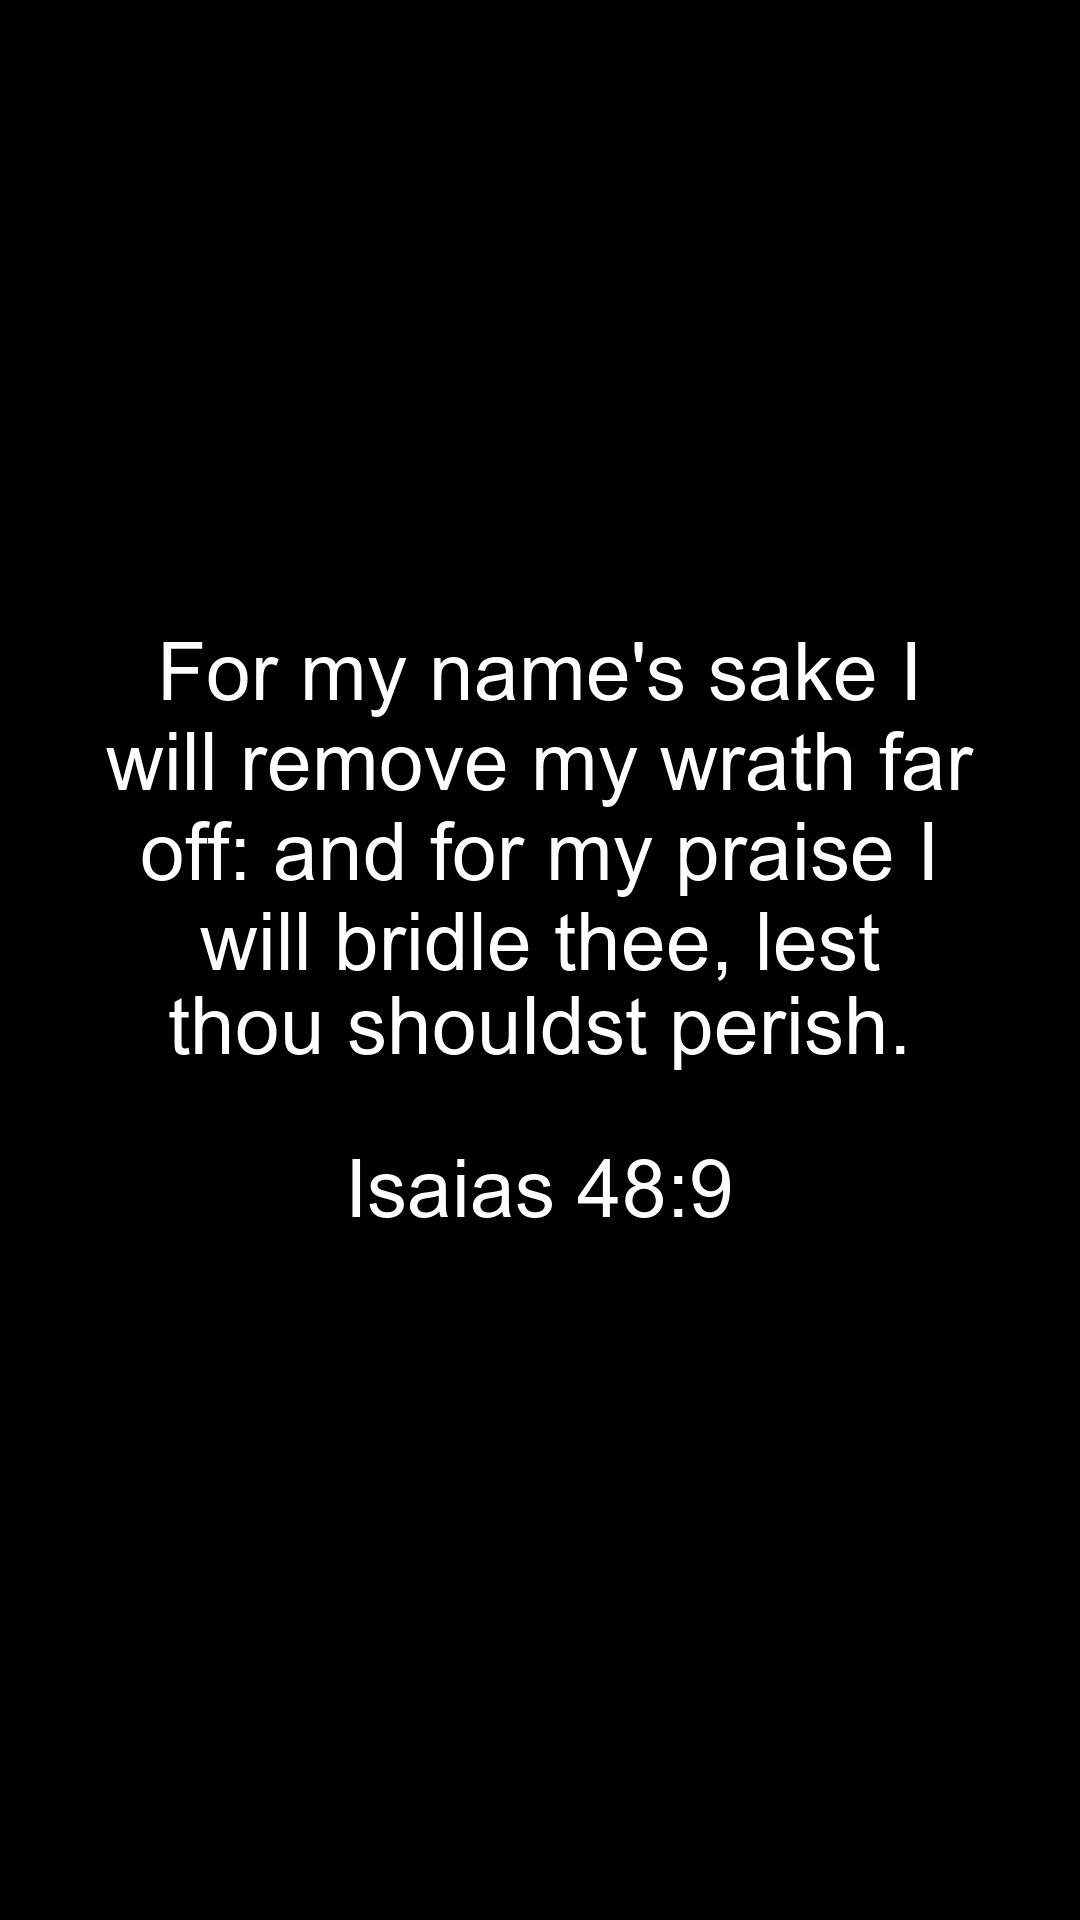 For my name's sake I
will remove my wrath far
off: and for my praise I
will bridle thee, lest
thou shouldst perish.
Isaias 48:9